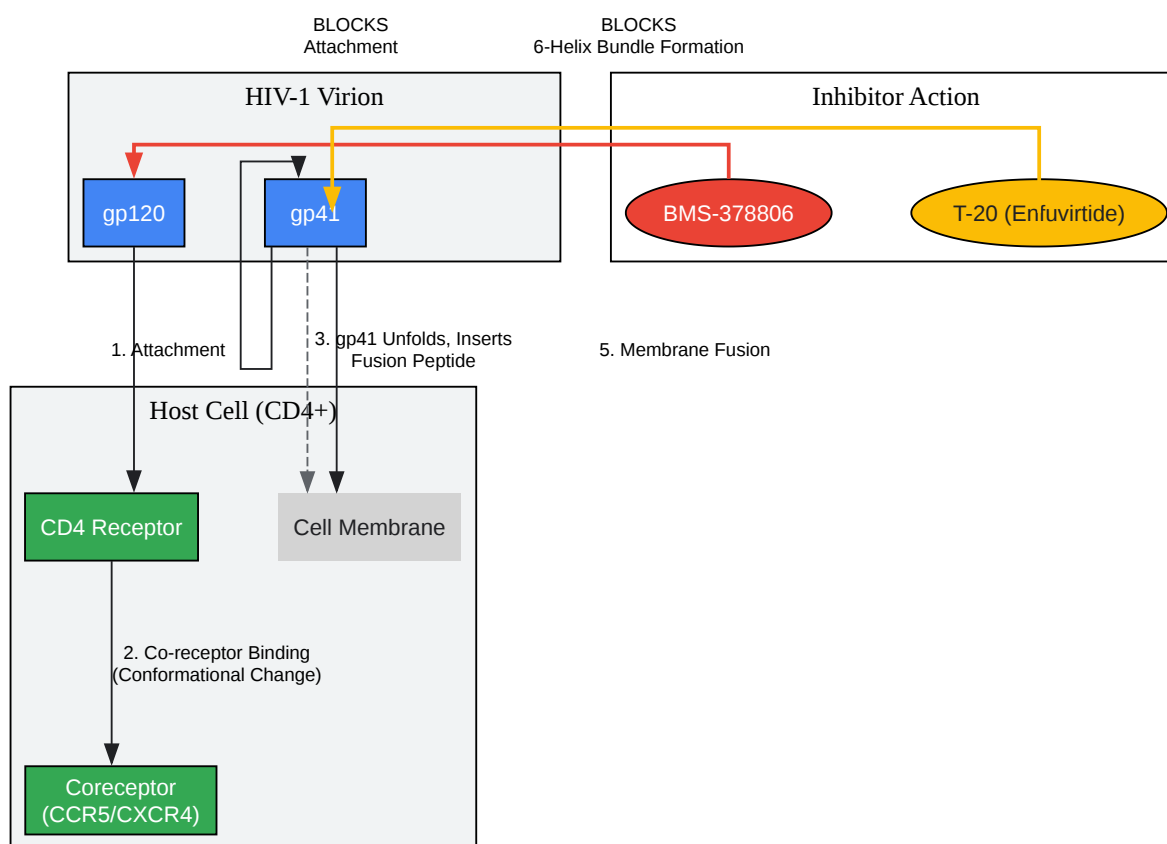 BLOCKS
Attachment
BLOCKS
6-Helix Bundle Formation
HIV-1 Virion
Inhibitor Action
gp120
gp41
BMS-378806
T-20 (Enfuvirtide)
1. Attachment
3. gp41 Unfolds, Inserts
Fusion Peptide
5. Membrane Fusion
Host Cell (CD4+)
CD4 Receptor
Cell Membrane
2. Co-receptor Binding
(Conformational Change)
Coreceptor
(CCR5/CXCR4)